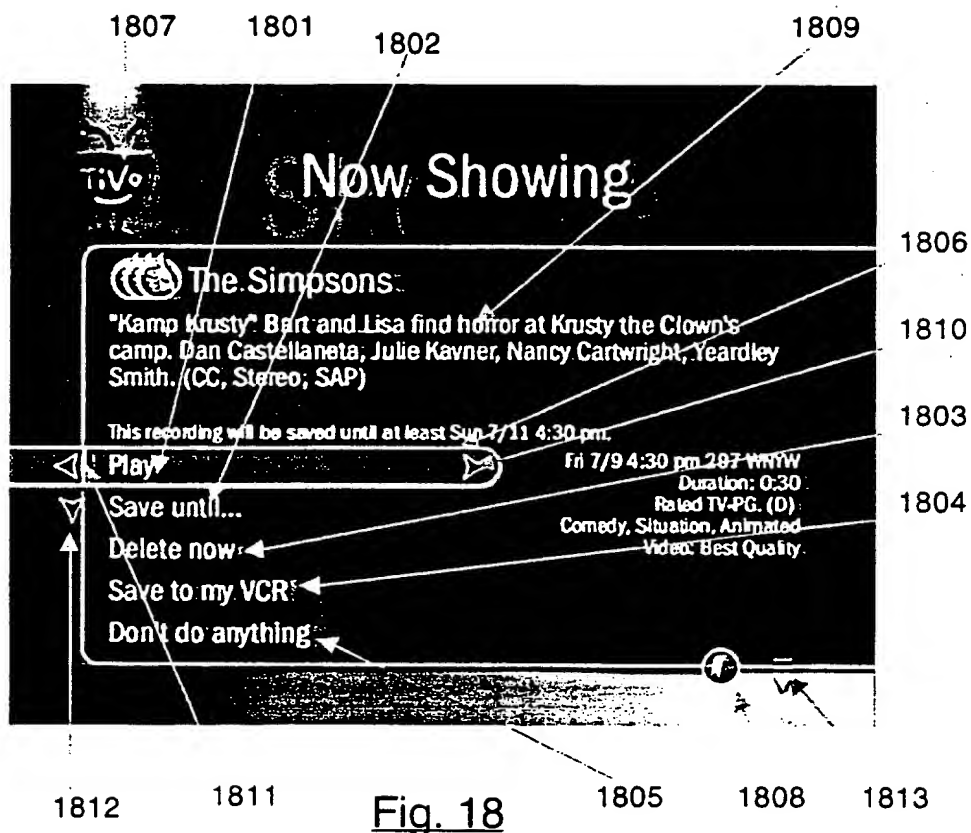 1807
1801
1802
1809
TiVo
Now Showing
The Simpsons
"Kamp Krusty". Bart and Lisa find horror at Krusty the Clown's
camp. Dan Castellaneta; Julie Kavner, Nancy Cartwright, Yeardley
Smith. (CC, Stereo; SAP)
This recording will be saved until at least Sun 7/11 4:30 pm.
Play
Fri 7/9 4:30 pm 297 WNYW
Duration: 0:30
Save until...
Rated TV-PG. (D)
Comedy, Situation, Animated
Delete now
Video: Best Quality
Save to my VCR
Don't do anything
1806
1810
1803
1804
1812
1811
1805
1808
1813
Fig. 18